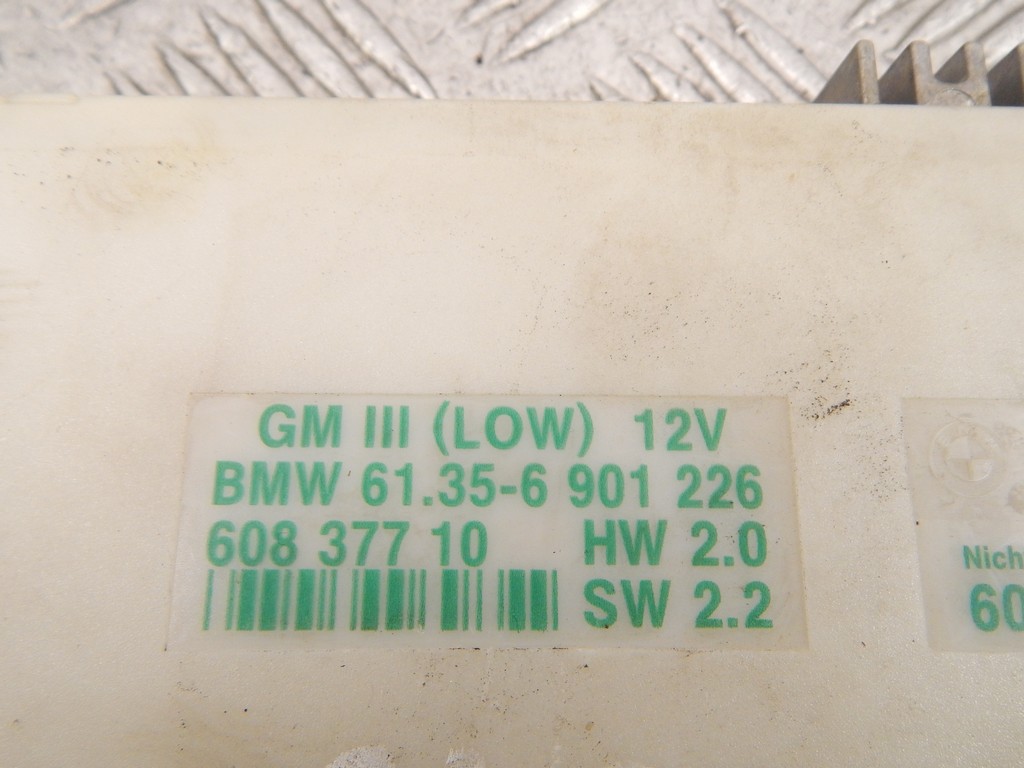 GM III (LOW) 12V
BMW 61.35-6 901 226
608 377 10 HW 2.0
SW 2.2
Nich
60